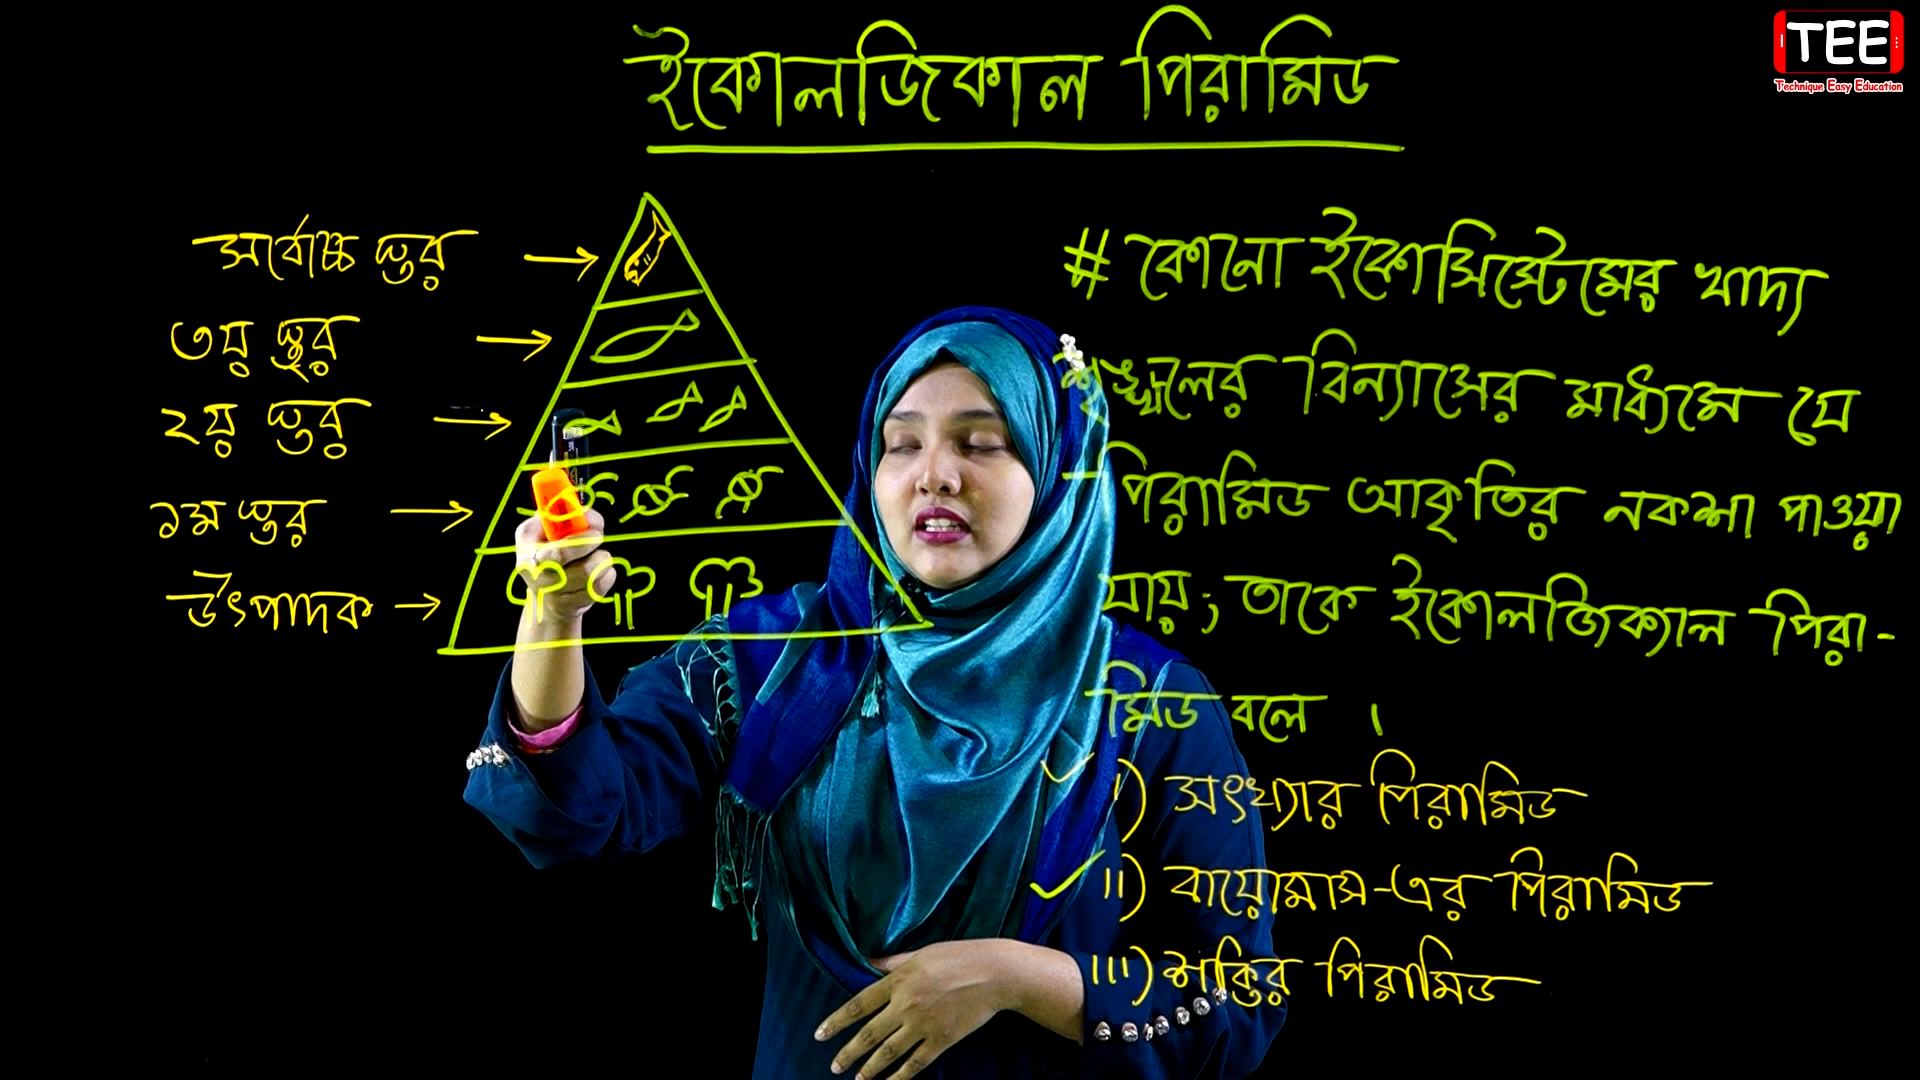 TEE
Technique Easy Education
ইকোলজিকাল পিরামিড
সর্বোচ্চ স্তর
৩য় স্তর
২য় স্তর
১ম স্তর
উৎপাদক
# কোনো ইকোসিস্টেমের খাদ্য
শৃঙ্খলের বিন্যাসের মাধ্যমে যে
পিরামিড আকৃতির নকশা পাওয়া
যায়; তাকে ইকোলজিক্যাল পিরা-
মিড বলে ।
i) সংখ্যার পিরামিড
ii) বায়োমাস-এর পিরামিড
iii) শক্তির পিরামিড